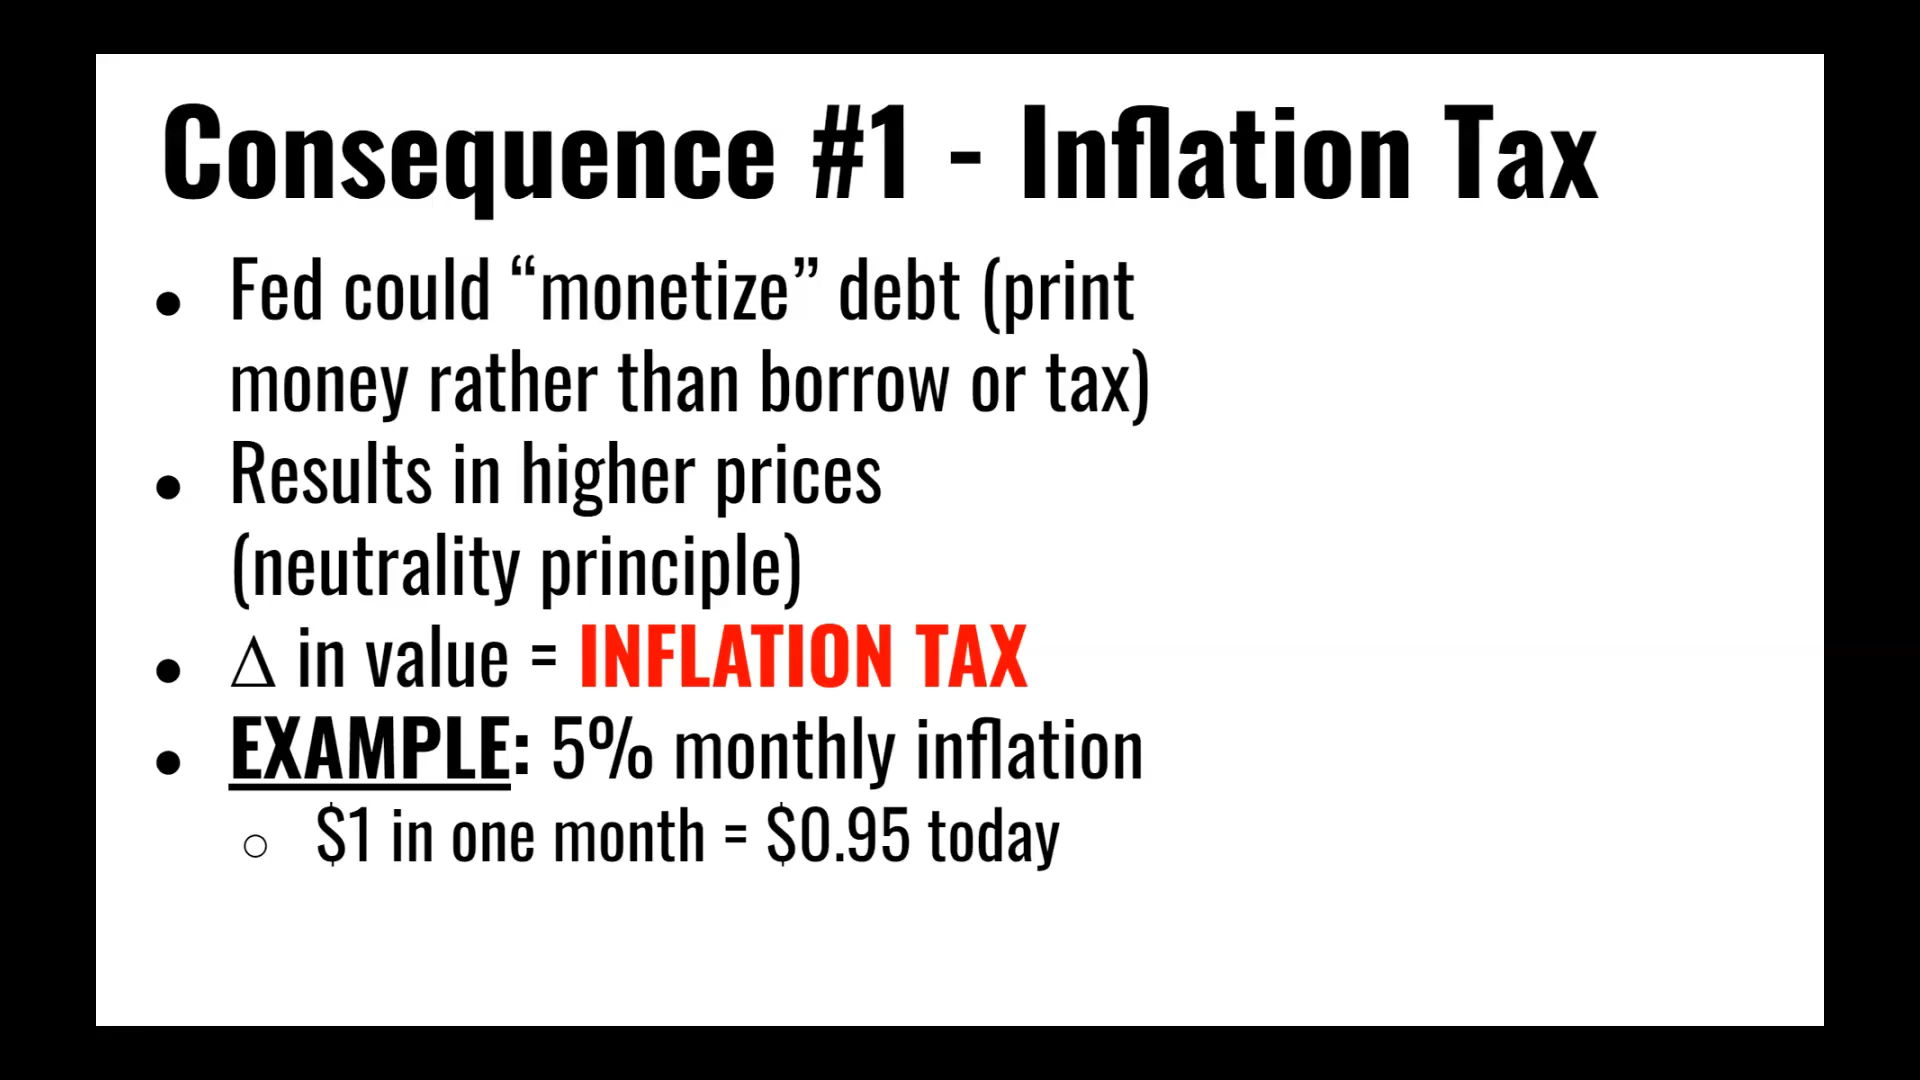 Consequence #1 - Inflation Tax
● Fed could “monetize” debt (print
money rather than borrow or tax)
● Results in higher prices
(neutrality principle)
● Δ in value = INFLATION TAX
● EXAMPLE: 5% monthly inflation
○ $1 in one month = $0.95 today